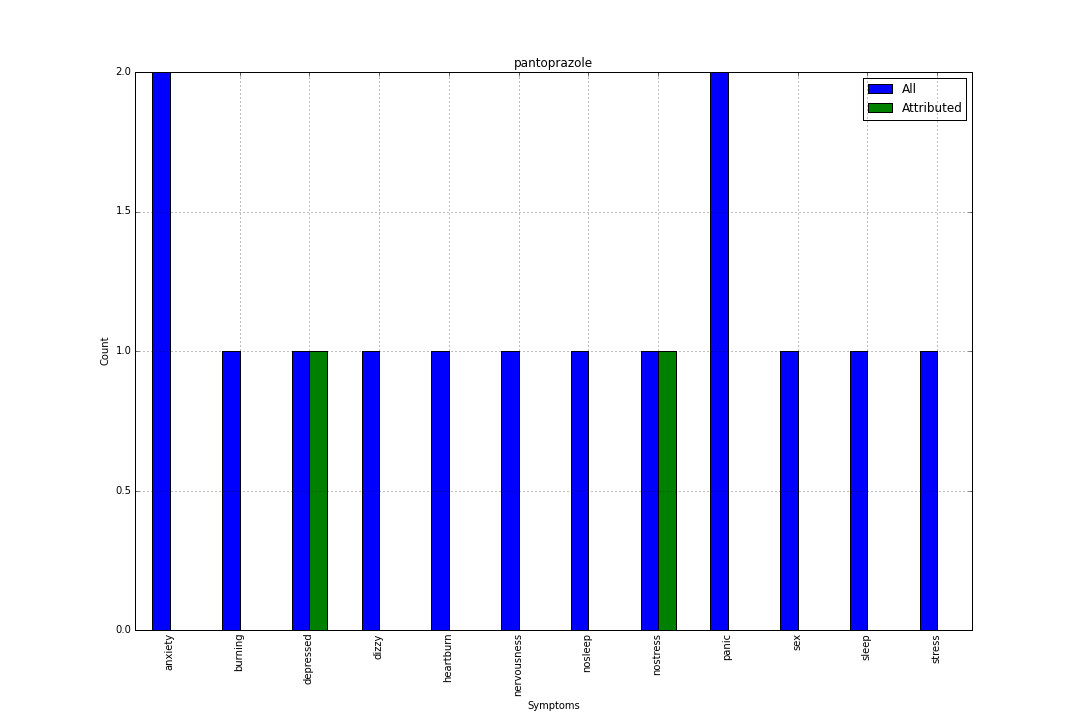 pantoprazole
All
Attributed
2.0
1.5
1.0
0.5
0.0
Count
anxiety
burning
depressed
dizzy
heartburn
nervousness
nosleep
nostress
panic
sex
sleep
stress
Symptoms